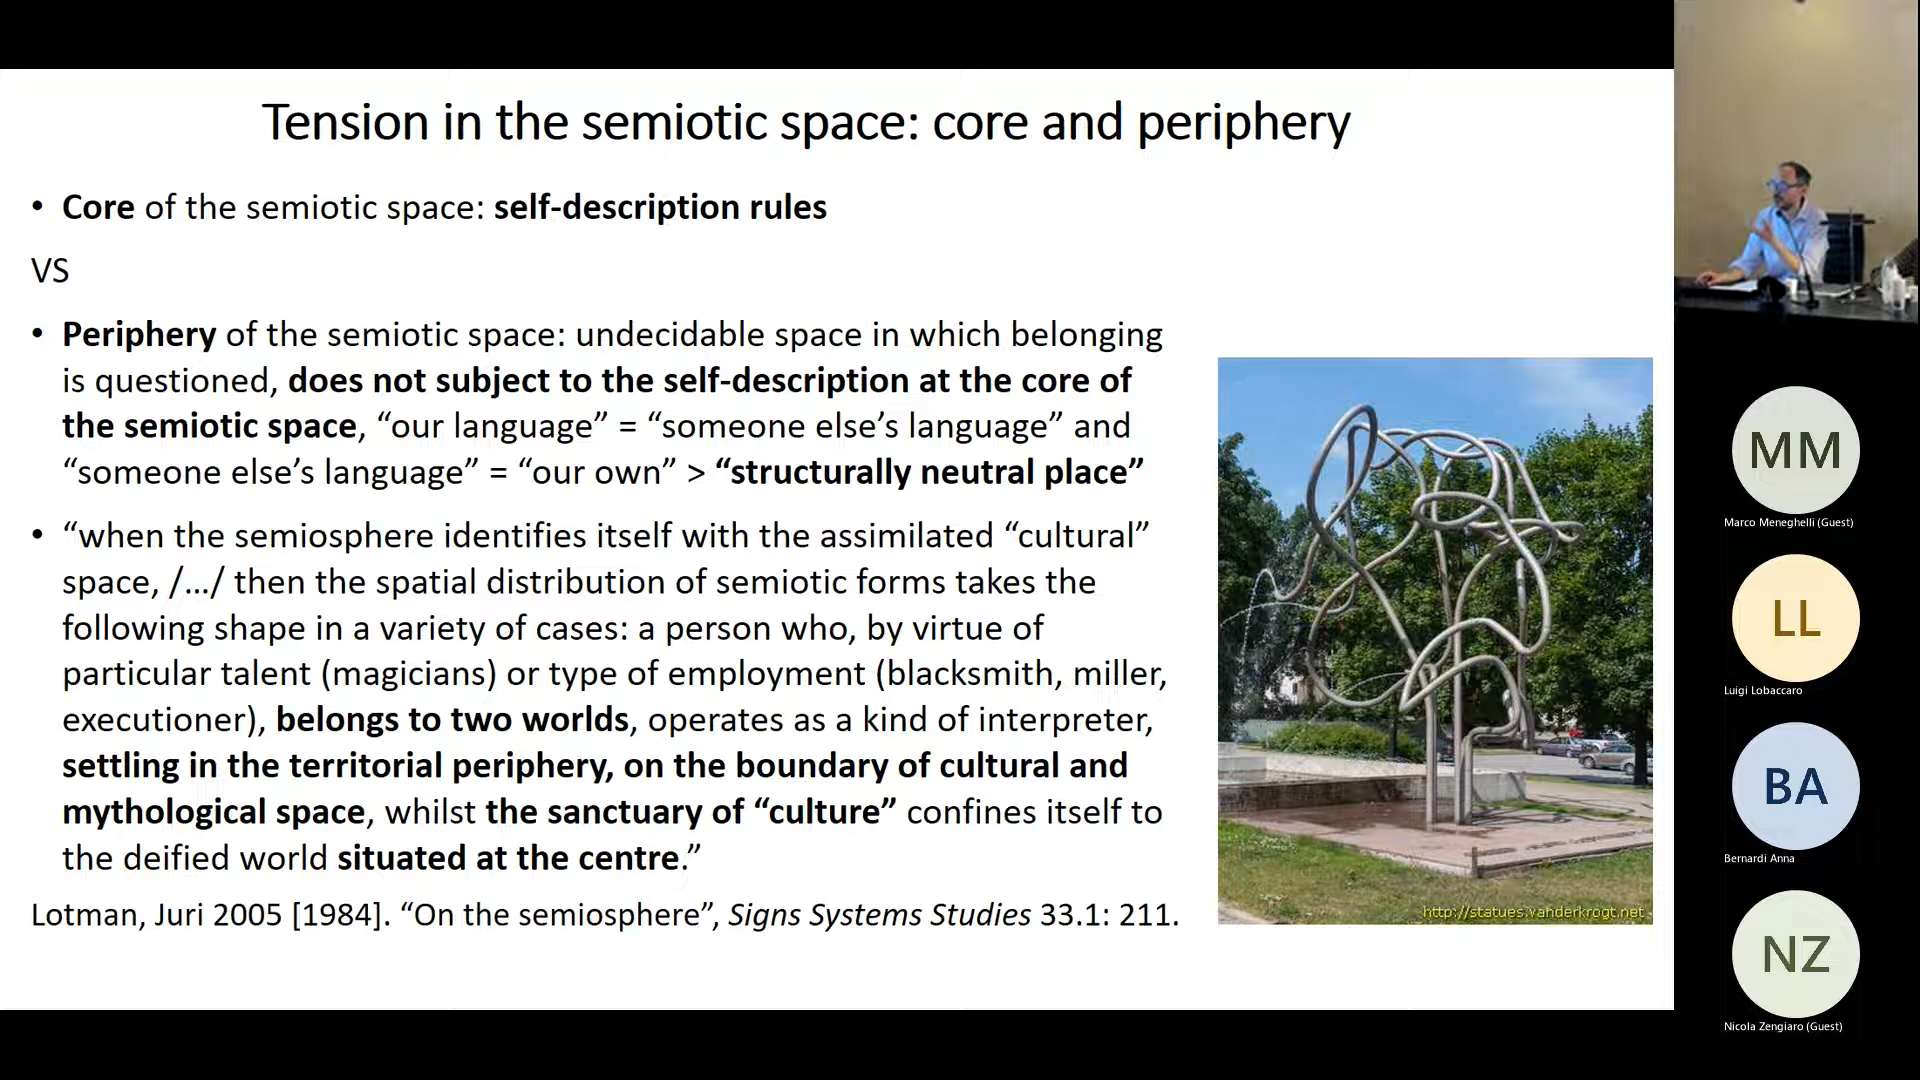 Tension in the semiotic space: core and periphery
• Core of the semiotic space: self-description rules
VS
• Periphery of the semiotic space: undecidable space in which belonging
is questioned, does not subject to the self-description at the core of
the semiotic space, “our language” = “someone else’s language” and
“someone else’s language” = “our own” > “structurally neutral place”
• “when the semiosphere identifies itself with the assimilated “cultural”
space, /…/ then the spatial distribution of semiotic forms takes the
following shape in a variety of cases: a person who, by virtue of
particular talent (magicians) or type of employment (blacksmith, miller,
executioner), belongs to two worlds, operates as a kind of interpreter,
settling in the territorial periphery, on the boundary of cultural and
mythological space, whilst the sanctuary of “culture” confines itself to
the deified world situated at the centre.”
Lotman, Juri 2005 [1984]. “On the semiosphere”, Signs Systems Studies 33.1: 211.
http://statues.vanderkrogt.net
MM
Marco Meneghelli (Guest)
LL
Luigi Lobaccaro
BA
Bernardi Anna
NZ
Nicola Zengiaro (Guest)